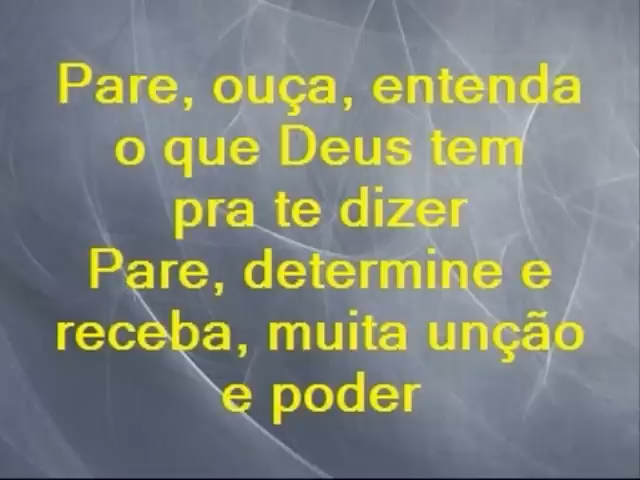 Pare, ouça, entenda
o que Deus tem
pra te dizer
Pare, determine e
receba, muita unção
e poder